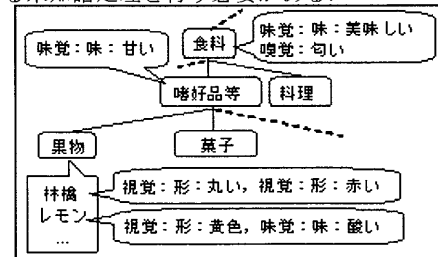 味覚：味：美味しい
嗅覚：匂い
味覚：味：甘い
食料
嗜好品等
料理
果物
菓子
林檎
レモン
…
視覚：形：丸い，視覚：形：赤い
視覚：形：黄色，味覚：味：酸い